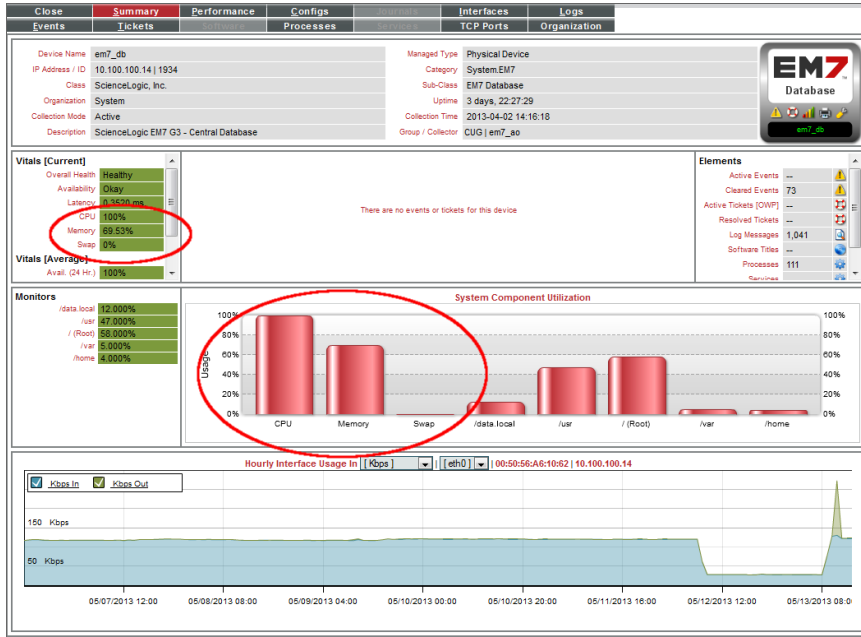 Close Summary Performance Configs Journals Interfaces Logs
Events Tickets Software Processes Services TCP Ports Organization
Device Name em7_db Managed Type Physical Device
IP Address / ID 10.100.100.14 | 1934 Category System.EM7
Class ScienceLogic, Inc. Sub-Class EM7 Database
Organization System Uptime 3 days, 22:27:29
Collection Mode Active Collection Time 2013-04-02 14:16:18
Description ScienceLogic EM7 G3 - Central Database Group / Collector CUG | em7_ao
EM7
Database
em7_db
Vitals [Current]
Overall Health Healthy
Availability Okay
Latency 0.3520 ms
CPU 100%
Memory 69.53%
Swap 0%
Vitals [Average]
Avail. (24 Hr.) 100%
There are no events or tickets for this device
Elements
Active Events --
Cleared Events 73
Active Tickets [OWP] --
Resolved Tickets --
Log Messages 1,041
Software Titles --
Processes 111
Services
Monitors
/data.local 12.000%
/usr 47.000%
/ (Root) 58.000%
/var 5.000%
/home 4.000%
System Component Utilization
Usage
100% 100%
80% 80%
60% 60%
40% 40%
20% 20%
0% 0%
CPU Memory Swap /data.local /usr / (Root) /var /home
Hourly Interface Usage In [ Kbps ] | [ eth0 ] | 00:50:56:A6:10:62 | 10.100.100.14
Kbps In Kbps Out
150 Kbps
50 Kbps
05/07/2013 12:00 05/08/2013 08:00 05/09/2013 04:00 05/10/2013 00:00 05/10/2013 20:00 05/11/2013 16:00 05/12/2013 12:00 05/13/2013 08:0